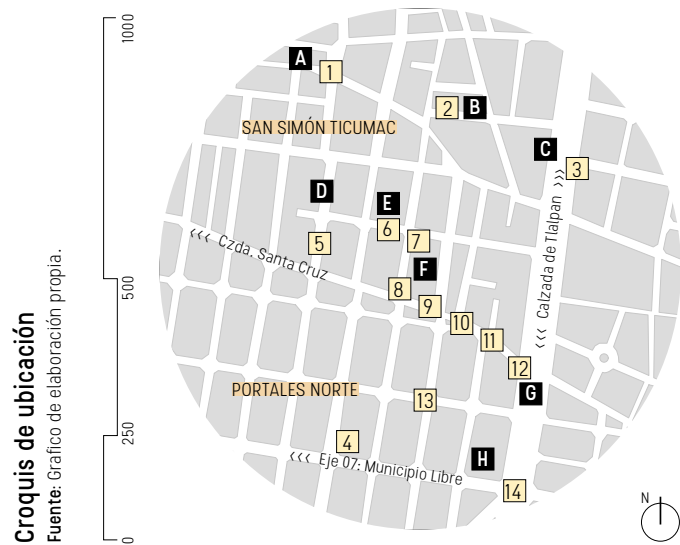 1000
500
250
0
Croquis de ubicación
Fuente: Grafico de elaboración propia.
A
1
2
B
SAN SIMÓN TICUMAC
C
3
D
E
6
7
5
‹‹‹ Czda. Santa Cruz
F
8
9
10
11
12
‹‹‹ Calzada de Tlalpan ›››
PORTALES NORTE
G
13
4
‹‹‹ Eje 07: Municipio Libre
H
14
N